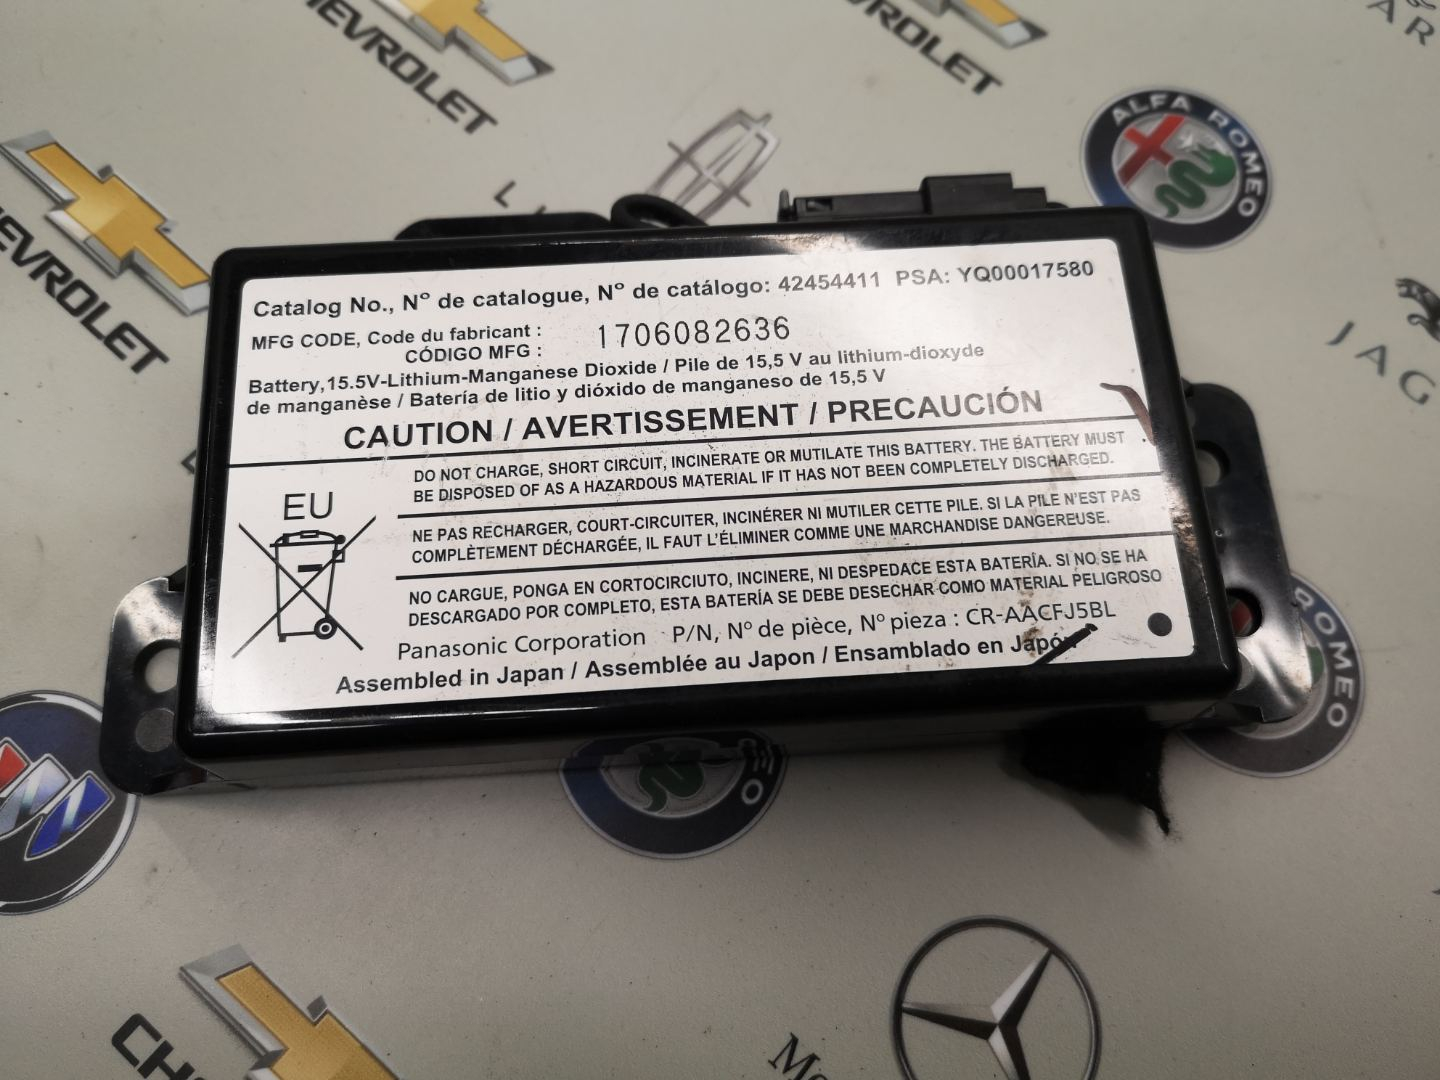 CHEVROLET
CHEVROLET
JAGUAR
ALFA ROMEO
CHEVROLET
Catalog No., N° de catalogue, N° de catálogo: 42454411 PSA: YQ00017580
MFG CODE, Code du fabricant :
CÓDIGO MFG : 1706082636
Battery,15.5V-Lithium-Manganese Dioxide / Pile de 15,5 V au lithium-dioxyde
de manganèse / Batería de litio y dióxido de manganeso de 15,5 V
CAUTION / AVERTISSEMENT / PRECAUCIÓN
EU
DO NOT CHARGE, SHORT CIRCUIT, INCINERATE OR MUTILATE THIS BATTERY. THE BATTERY MUST
BE DISPOSED OF AS A HAZARDOUS MATERIAL IF IT HAS NOT BEEN COMPLETELY DISCHARGED.
NE PAS RECHARGER, COURT-CIRCUITER, INCINÉRER NI MUTILER CETTE PILE. SI LA PILE N'EST PAS
COMPLÈTEMENT DÉCHARGÉE, IL FAUT L'ÉLIMINER COMME UNE MARCHANDISE DANGEREUSE.
NO CARGUE, PONGA EN CORTOCIRCIUTO, INCINERE, NI DESPEDACE ESTA BATERÍA. SI NO SE HA
DESCARGADO POR COMPLETO, ESTA BATERÍA SE DEBE DESECHAR COMO MATERIAL PELIGROSO
Panasonic Corporation P/N, N° de pièce, N° pieza : CR-AACFJ5BL
Assembled in Japan / Assemblée au Japon / Ensamblado en Japón
JAG
ROMEO
EO
CH
Me